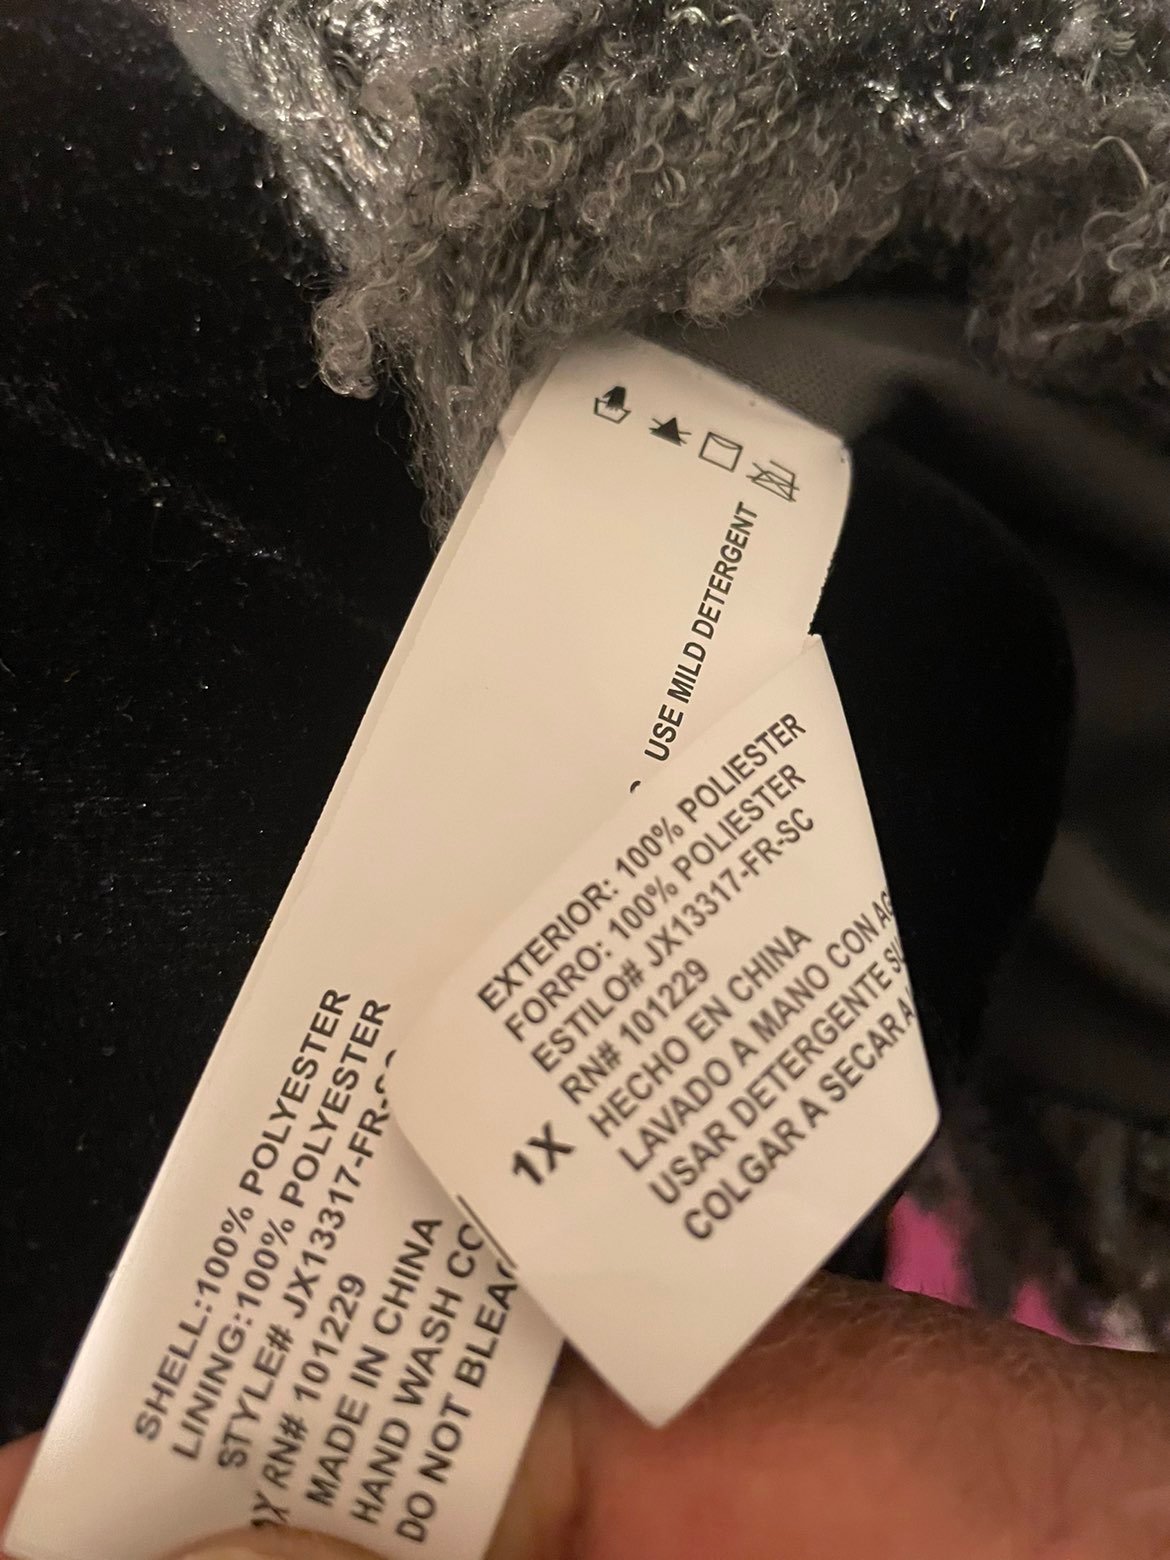 USE MILD DETERGENT
SHELL:100% POLYESTER
LINING:100% POLYESTER
STYLE# JX13317-FR-SC
1X RN# 101229
MADE IN CHINA
HAND WASH
DO NOT
EXTERIOR: 100% POLIESTER
FORRO: 100% POLIESTER
ESTILO# JX13317-FR-SC
RN# 101229
1X HECHO EN CHINA
LAVADO A MANO CON
USAR DETERGENTE
COLGAR A SECAR